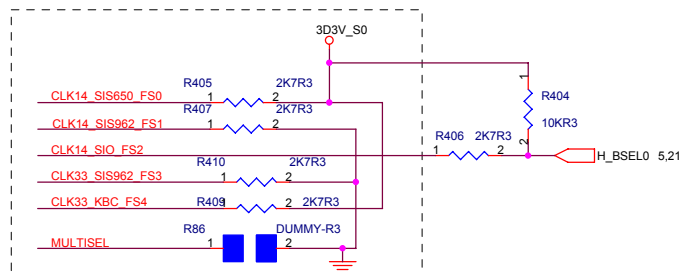 3D3V_S0
R405 2K7R3
CLK14_SIS650_FS0 1 2
R407 2K7R3
CLK14_SIS962_FS1 1 2
1 R404
10KR3
2
R406 2K7R3
CLK14_SIO_FS2 1 2 H_BSEL0 5,21
R410 2K7R3
CLK33_SIS962_FS3 1 2
CLK33_KBC_FS4 R409 1 2 2K7R3
R86 DUMMY-R3
MULTISEL 1 2